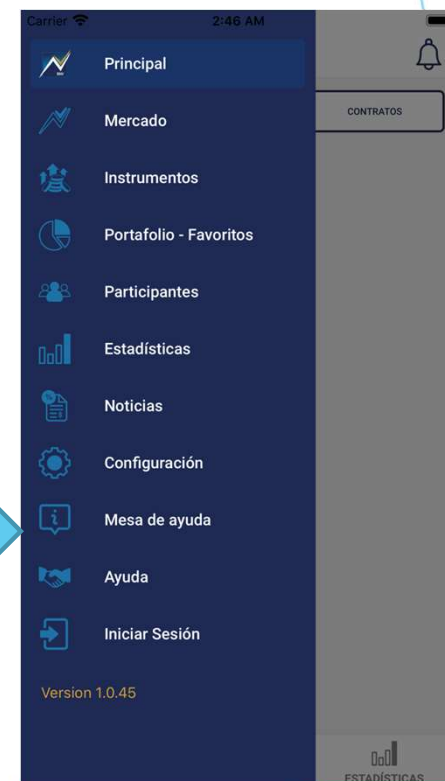 Carrier 2:46 AM
Principal
CONTRATOS
Mercado
Instrumentos
Portafolio - Favoritos
Participantes
Estadísticas
Noticias
Configuración
i Mesa de ayuda
Ayuda
Iniciar Sesión
Version 1.0.45
ESTADÍSTICAS